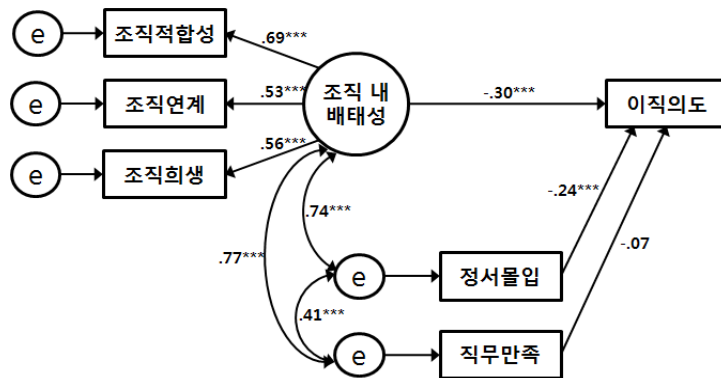 e
조직적합성
.69***
e
조직연계
.53***
조직 내
배태성
-.30***
이직의도
e
조직희생
.56***
.74***
-.24***
-.07
.77***
e
정서몰입
.41***
e
직무만족